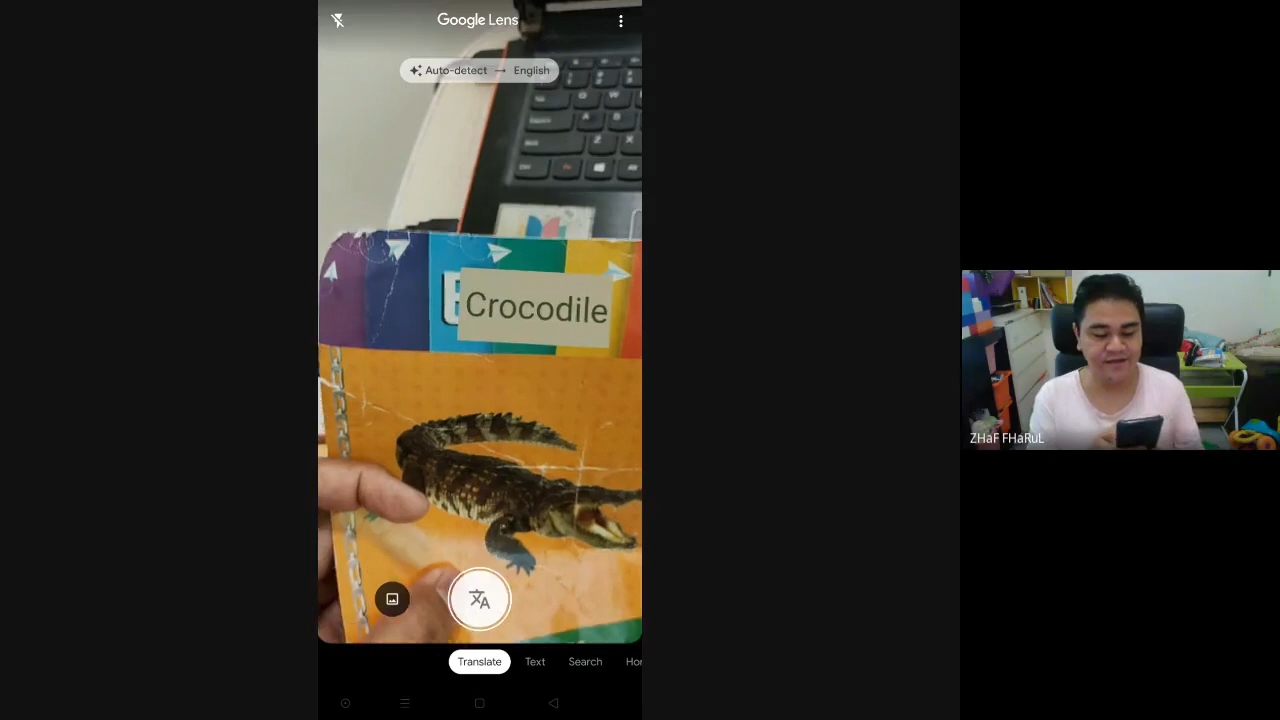 Google Lens
Auto-detect → English
Crocodile
Translate
Text
Search
ZHaF FHaRuL